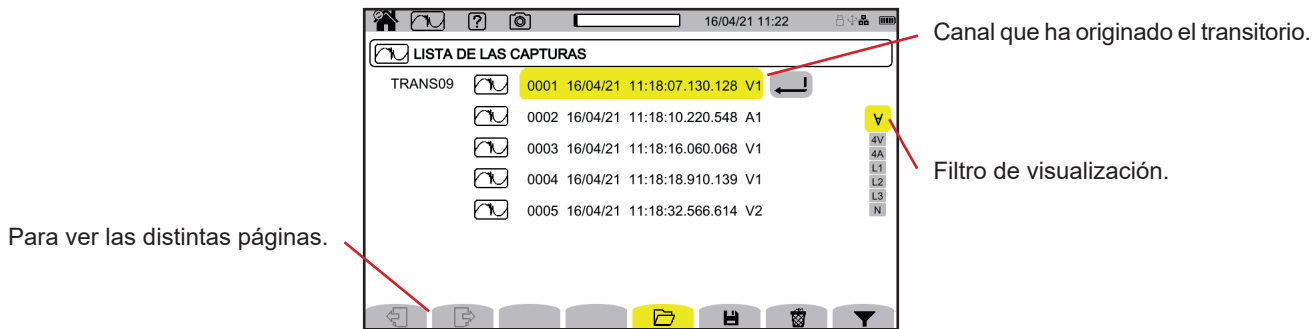 16/04/21 11:22
Canal que ha originado el transitorio.
LISTA DE LAS CAPTURAS
TRANS09
0001 16/04/21 11:18:07.130.128 V1
0002 16/04/21 11:18:10.220.548 A1
0003 16/04/21 11:18:16.060.068 V1
0004 16/04/21 11:18:18.910.139 V1
0005 16/04/21 11:18:32.566.614 V2
∀
4V
4A
L1
L2
L3
N
Filtro de visualización.
Para ver las distintas páginas.